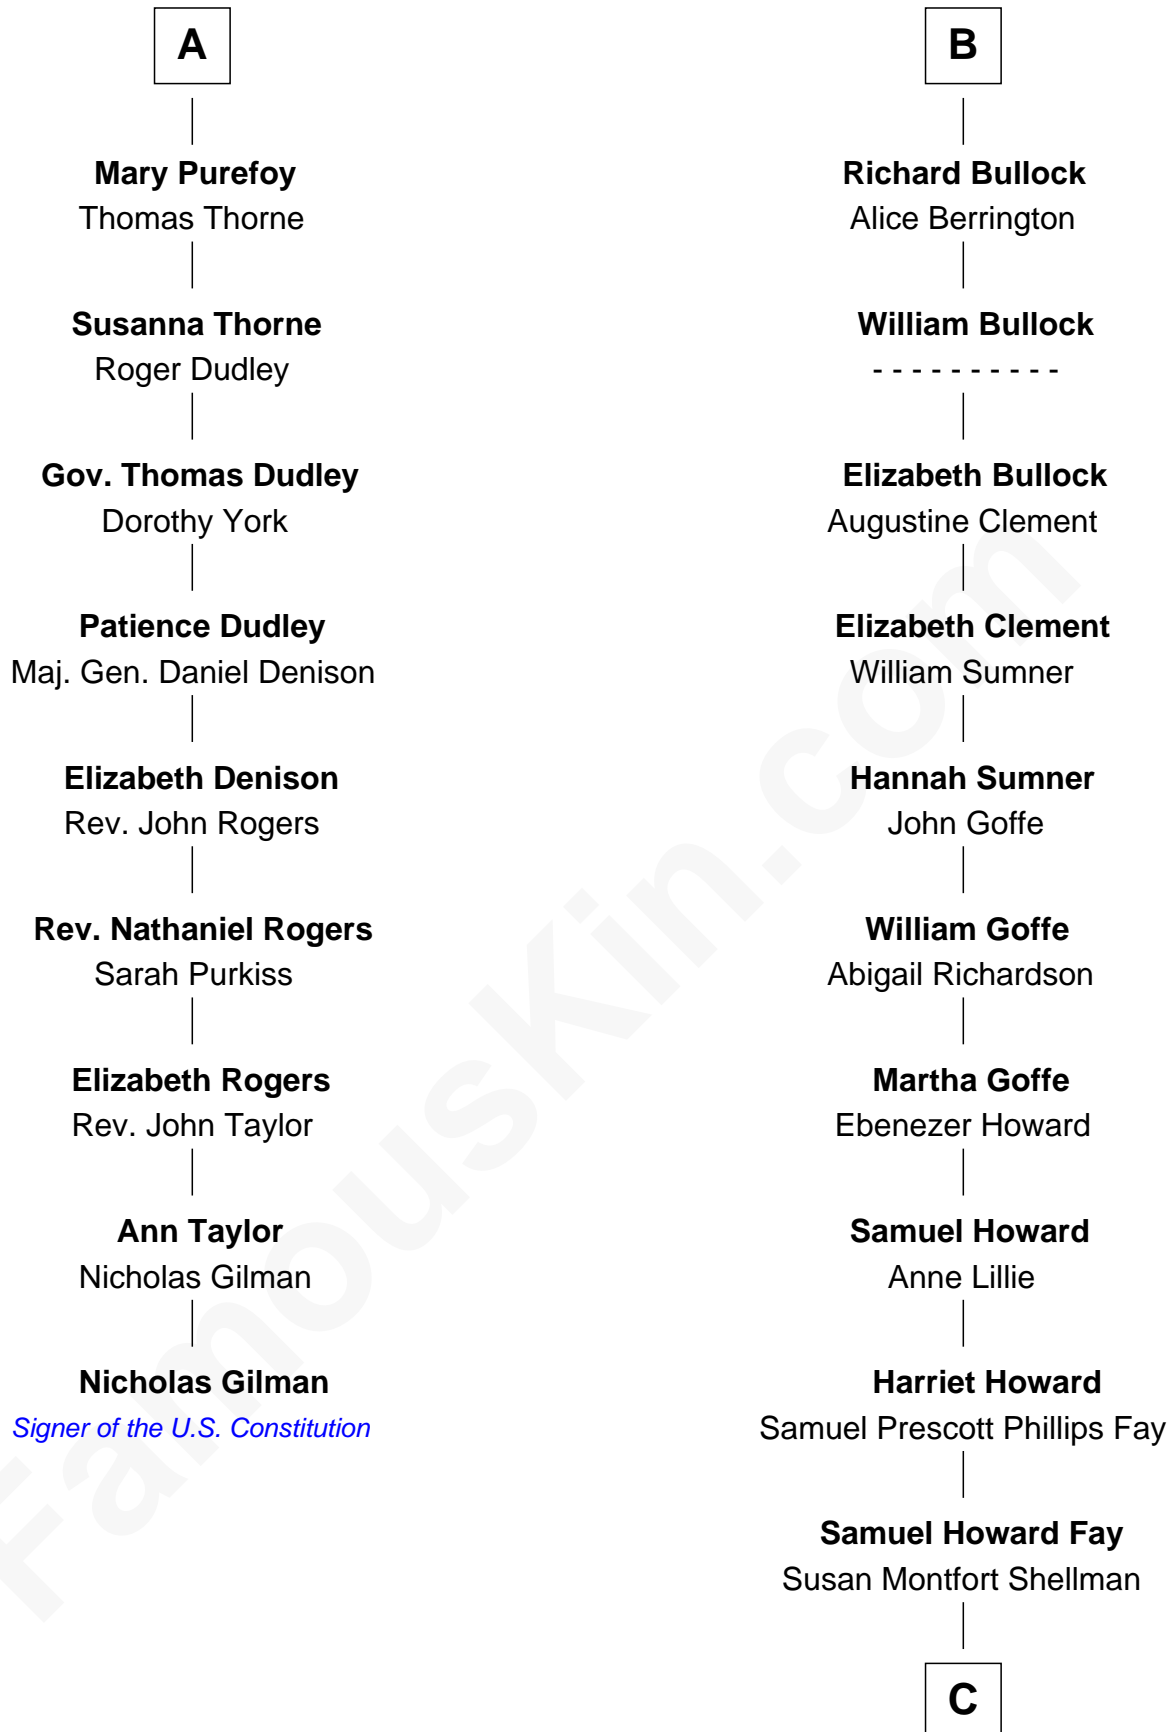 A
Mary Purefoy
Thomas Thorne
Susanna Thorne
Roger Dudley
Gov. Thomas Dudley
Dorothy York
Patience Dudley
Maj. Gen. Daniel Denison
Elizabeth Denison
Rev. John Rogers
Rev. Nathaniel Rogers
Sarah Purkiss
Elizabeth Rogers
Rev. John Taylor
Ann Taylor
Nicholas Gilman
Nicholas Gilman
Signer of the U.S. Constitution
B
Richard Bullock
Alice Berrington
William Bullock
- - - - - - - - - -
Elizabeth Bullock
Augustine Clement
Elizabeth Clement
William Sumner
Hannah Sumner
John Goffe
William Goffe
Abigail Richardson
Martha Goffe
Ebenezer Howard
Samuel Howard
Anne Lillie
Harriet Howard
Samuel Prescott Phillips Fay
Samuel Howard Fay
Susan Montfort Shellman
C
FamousKin.com